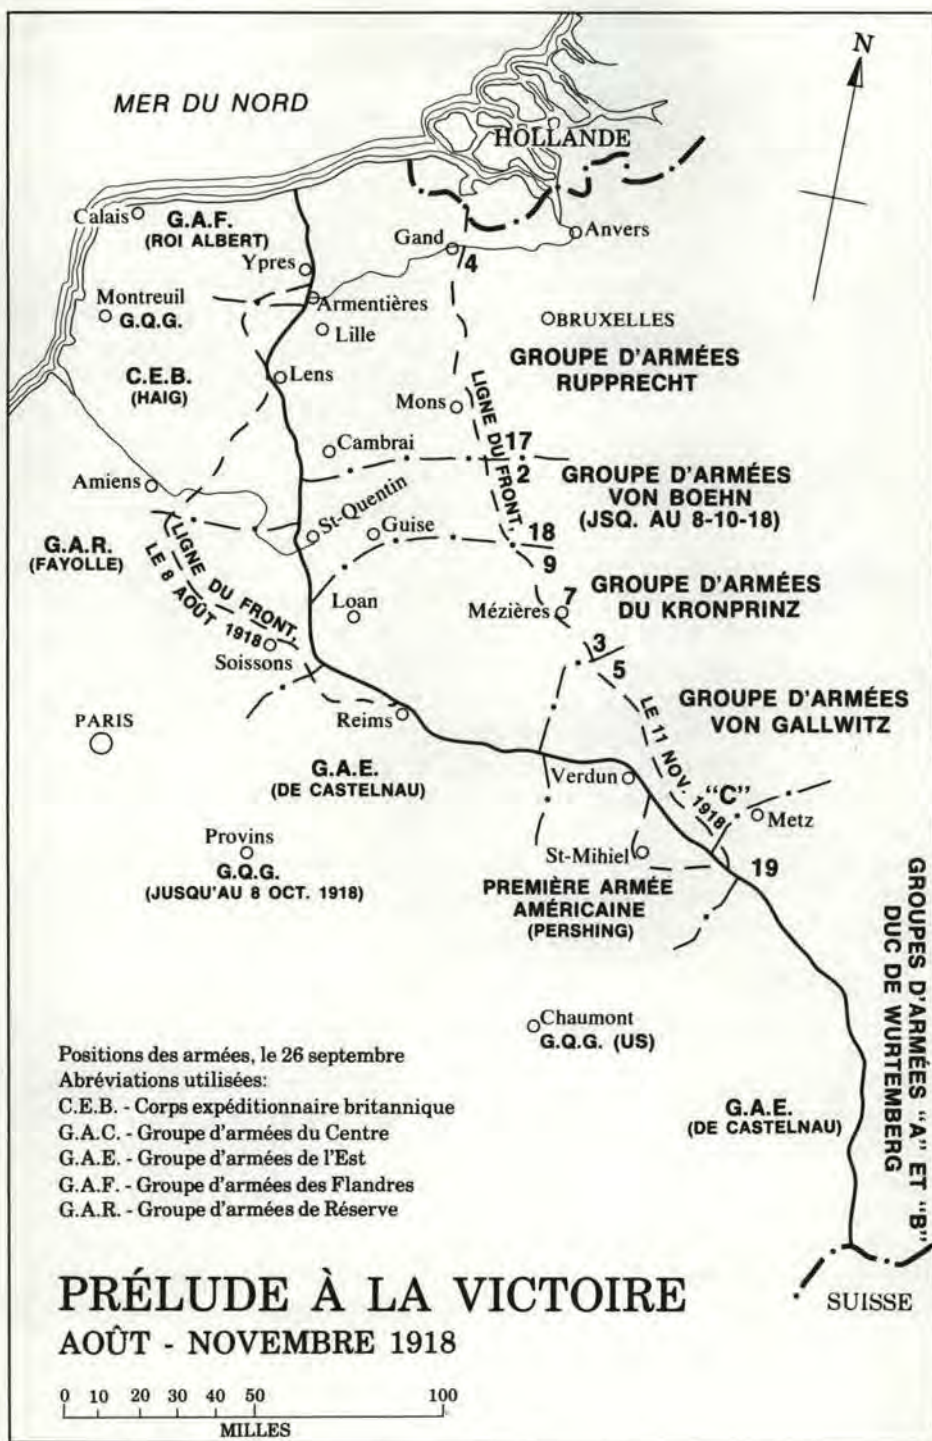 N
MER DU NORD
HOLLANDE
Calais
G.A.F.
(ROI ALBERT)
Gand
Anvers
4
Ypres
Montreuil
G.Q.G.
Armentières
Lille
BRUXELLES
GROUPE D'ARMÉES
RUPPRECHT
C.E.B.
(HAIG)
Lens
Mons
LIGNE DU FRONT,
Cambrai
17
2
Amiens
St-Quentin
Guise
GROUPE D'ARMÉES
VON BOEHN
(JSQ. AU 8-10-18)
18
9
G.A.R.
(FAYOLLE)
LIGNE DU FRONT,
LE 8 AOÛT 1918
Loan
Mézières
7
GROUPE D'ARMÉES
DU KRONPRINZ
Soissons
3
5
PARIS
Reims
LE 11 NOV. 1918
GROUPE D'ARMÉES
VON GALLWITZ
G.A.E.
(DE CASTELNAU)
Verdun
"C"
Metz
Provins
G.Q.G.
(JUSQU'AU 8 OCT. 1918)
St-Mihiel
19
PREMIÈRE ARMÉE
AMÉRICAINE
(PERSHING)
GROUPES D'ARMÉES "A" ET "B"
DUC DE WURTEMBERG
Chaumont
G.Q.G. (US)
G.A.E.
(DE CASTELNAU)
SUISSE
Positions des armées, le 26 septembre
Abréviations utilisées:
C.E.B. - Corps expéditionnaire britannique
G.A.C. - Groupe d'armées du Centre
G.A.E. - Groupe d'armées de l'Est
G.A.F. - Groupe d'armées des Flandres
G.A.R. - Groupe d'armées de Réserve
PRÉLUDE À LA VICTOIRE
AOÛT - NOVEMBRE 1918
0 10 20 30 40 50 100
MILLES